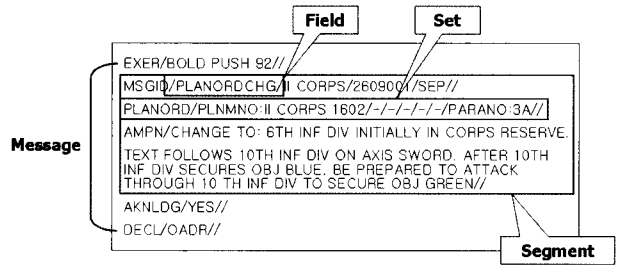 Field
Set
EXER/BOLD PUSH 92//
MSGID/PLANORDCHG/II CORPS/2609001/SEP//
PLANORD/PLNMNO:II CORPS 1602/-/-/-/-/-/PARANO:3A//
AMPN/CHANGE TO: 6TH INF DIV INITIALLY IN CORPS RESERVE.
Message
TEXT FOLLOWS 10TH INF DIV ON AXIS SWORD. AFTER 10TH
INF DIV SECURES OBJ BLUE, BE PREPARED TO ATTACK
THROUGH 10 TH INF DIV TO SECURE OBJ GREEN//
AKNLDG/YES//
DECL/OADR//
Segment